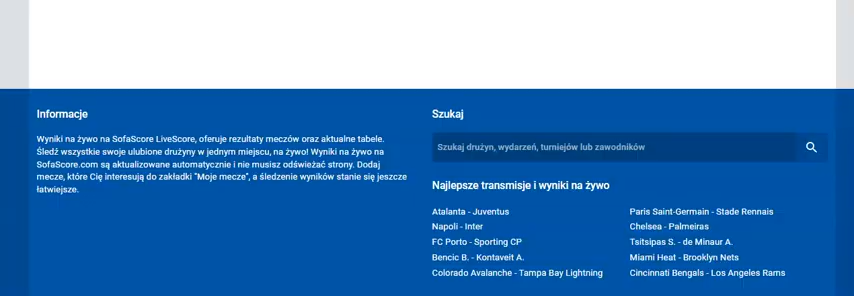 Informacje
Wyniki na żywo na SofaScore LiveScore, oferuje rezultaty meczów oraz aktualne tabele.
Śledź wszystkie swoje ulubione drużyny w jednym miejscu, na żywo! Wyniki na żywo na
SofaScore.com są aktualizowane automatycznie i nie musisz odświeżać strony. Dodaj
mecze, które Cię interesują do zakładki "Moje mecze", a śledzenie wyników stanie się jeszcze
łatwiejsze.
Szukaj
Szukaj drużyn, wydarzeń, turniejów lub zawodników
Najlepsze transmisje i wyniki na żywo
Atalanta - Juventus
Napoli - Inter
FC Porto - Sporting CP
Bencic B. - Kontaveit A.
Colorado Avalanche - Tampa Bay Lightning
Paris Saint-Germain - Stade Rennais
Chelsea - Palmeiras
Tsitsipas S. - de Minaur A.
Miami Heat - Brooklyn Nets
Cincinnati Bengals - Los Angeles Rams